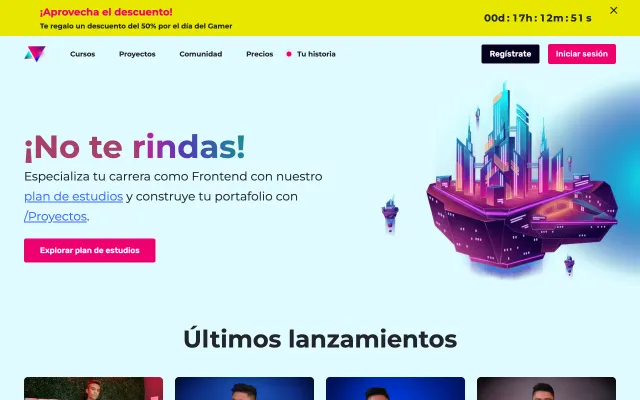 ¡Aprovecha el descuento!
Te regalo un descuento del 50% por el día del Gamer
00d : 17h : 12m : 51s
Cursos
Proyectos
Comunidad
Precios
Tu historia
Regístrate
Iniciar sesión
¡No te rindas!
Especializa tu carrera como Frontend con nuestro
plan de estudios y construye tu portafolio con
/Proyectos.
Explorar plan de estudios
Últimos lanzamientos